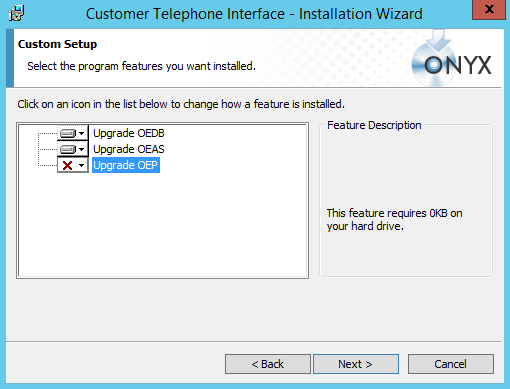 Customer Telephone Interface - Installation Wizard
X
Custom Setup
Select the program features you want installed.
ONYX
Click on an icon in the list below to change how a feature is installed.
Upgrade OEDB
Upgrade OEAS
Upgrade OEP
Feature Description
This feature requires 0KB on
your hard drive.
< Back
Next >
Cancel